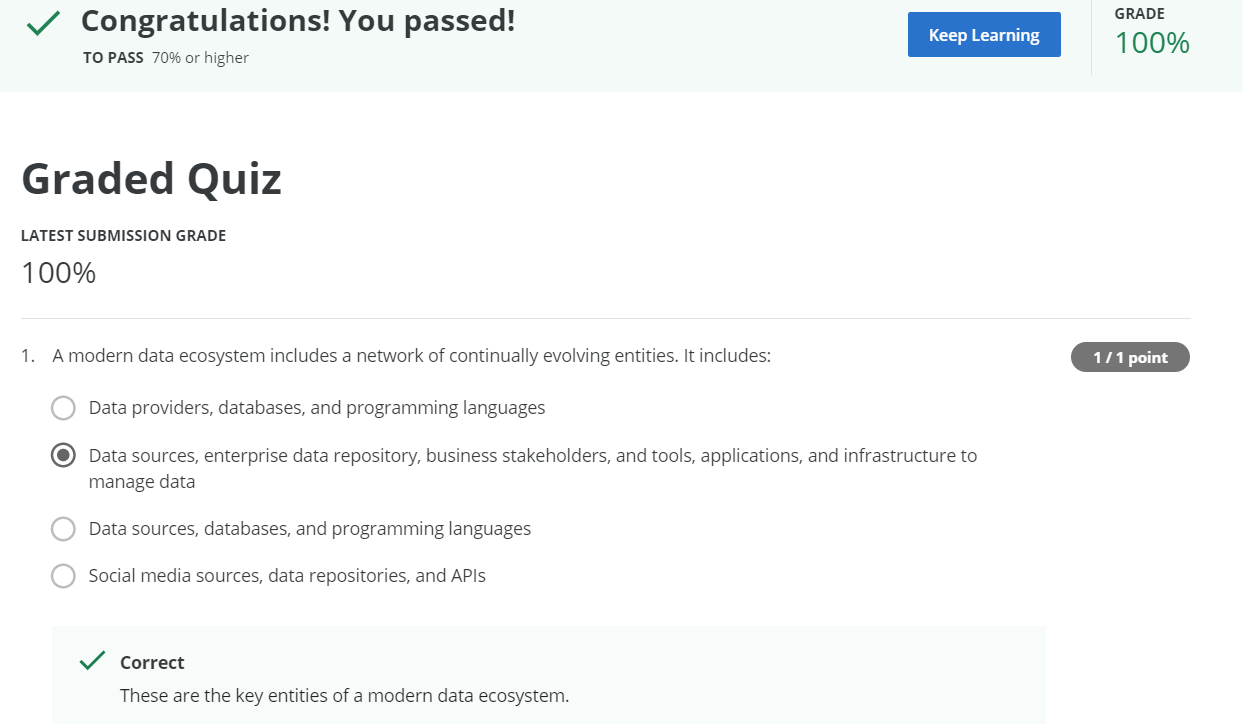 Congratulations! You passed!
TO PASS 70% or higher
Keep Learning
GRADE
100%
Graded Quiz
LATEST SUBMISSION GRADE
100%
1. A modern data ecosystem includes a network of continually evolving entities. It includes:
1 / 1 point
Data providers, databases, and programming languages
Data sources, enterprise data repository, business stakeholders, and tools, applications, and infrastructure to
manage data
Data sources, databases, and programming languages
Social media sources, data repositories, and APIs
Correct
These are the key entities of a modern data ecosystem.